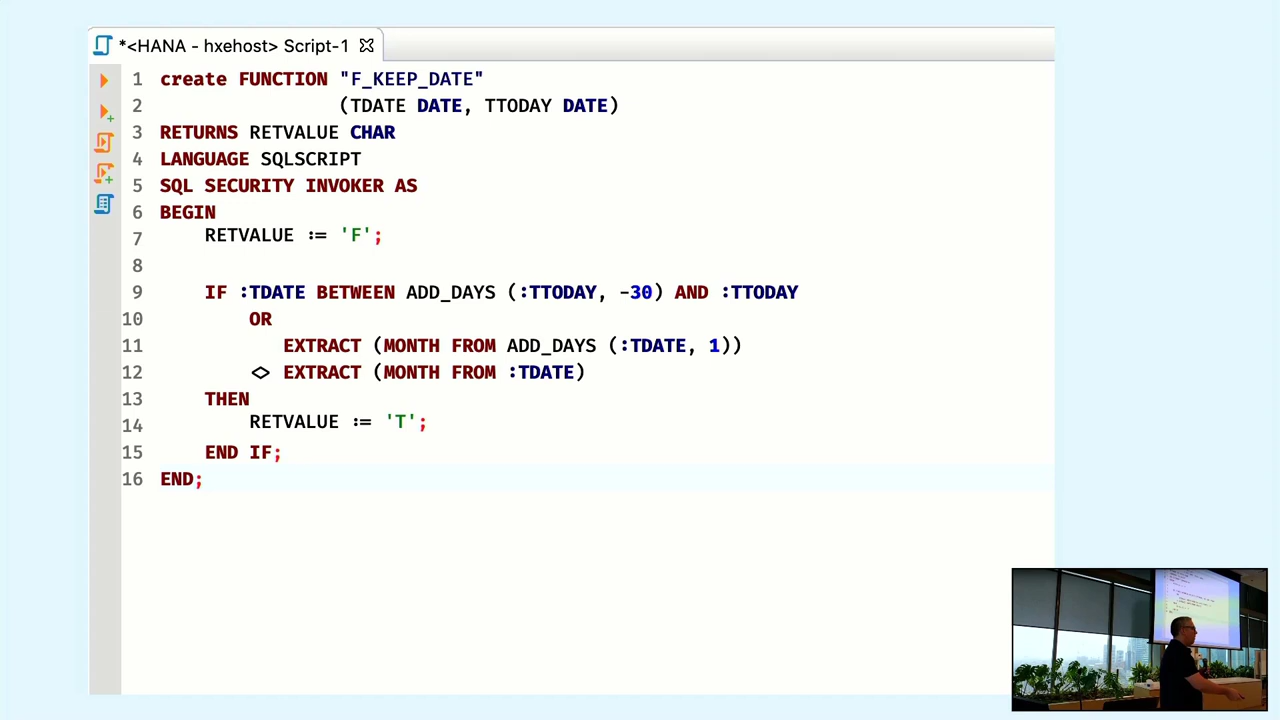 *<HANA - hxehost> Script-1
1 create FUNCTION "F_KEEP_DATE"
2 (TDATE DATE, TTODAY DATE)
3 RETURNS RETVALUE CHAR
4 LANGUAGE SQLSCRIPT
5 SQL SECURITY INVOKER AS
6 BEGIN
7 RETVALUE := 'F';
8
9 IF :TDATE BETWEEN ADD_DAYS (:TTODAY, -30) AND :TTODAY
10 OR
11 EXTRACT (MONTH FROM ADD_DAYS (:TDATE, 1))
12 <> EXTRACT (MONTH FROM :TDATE)
13 THEN
14 RETVALUE := 'T';
15 END IF;
16 END;